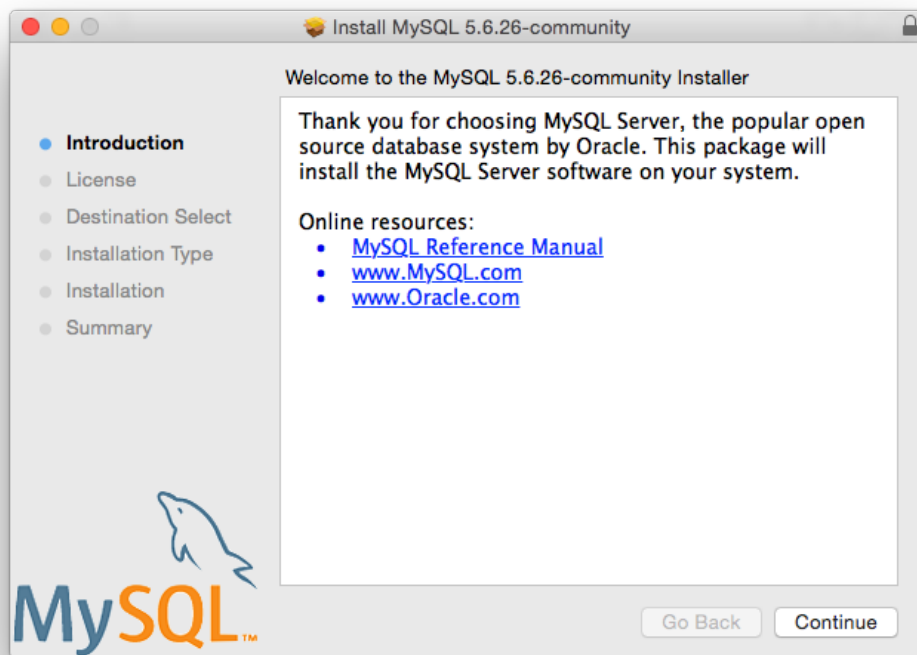 Install MySQL 5.6.26-community
Welcome to the MySQL 5.6.26-community Installer
Introduction
License
Destination Select
Installation Type
Installation
Summary
Thank you for choosing MySQL Server, the popular open
source database system by Oracle. This package will
install the MySQL Server software on your system.
Online resources:
• MySQL Reference Manual
• www.MySQL.com
• www.Oracle.com
MySQL™
Go Back
Continue